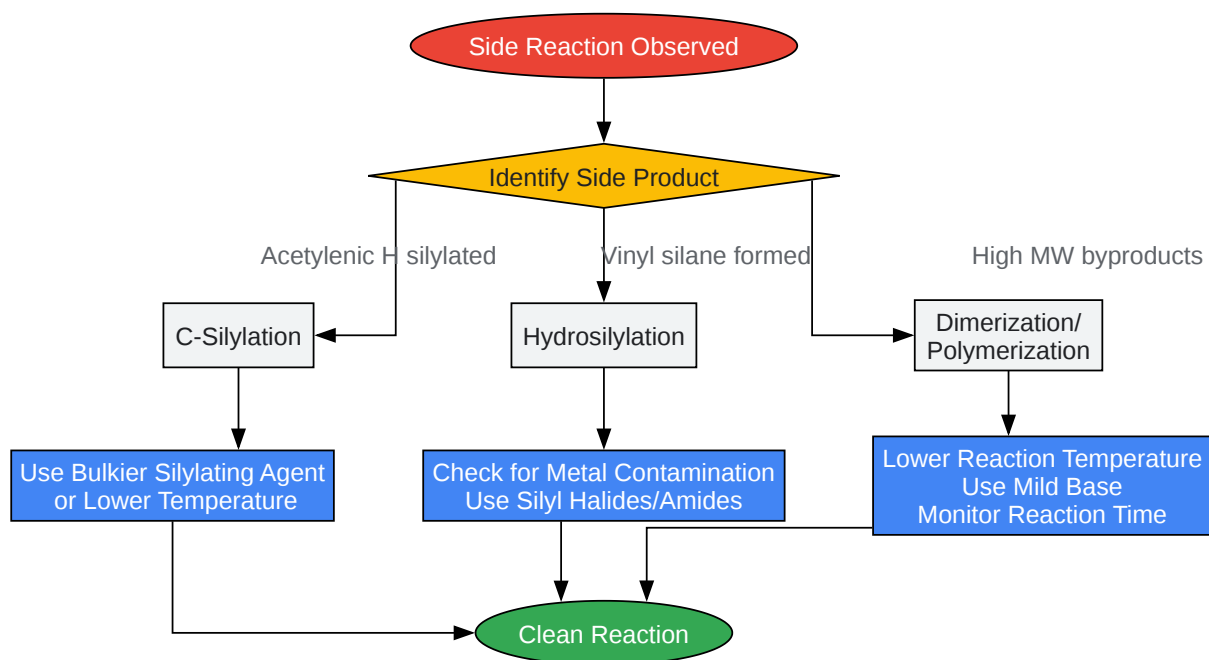 Side Reaction Observed
Identify Side Product
Acetylenic H silylated
Vinyl silane formed
High MW byproducts
C-Silylation
Hydrosilylation
Dimerization/
Polymerization
Use Bulkier Silylating Agent
or Lower Temperature
Check for Metal Contamination
Use Silyl Halides/Amides
Lower Reaction Temperature
Use Mild Base
Monitor Reaction Time
Clean Reaction